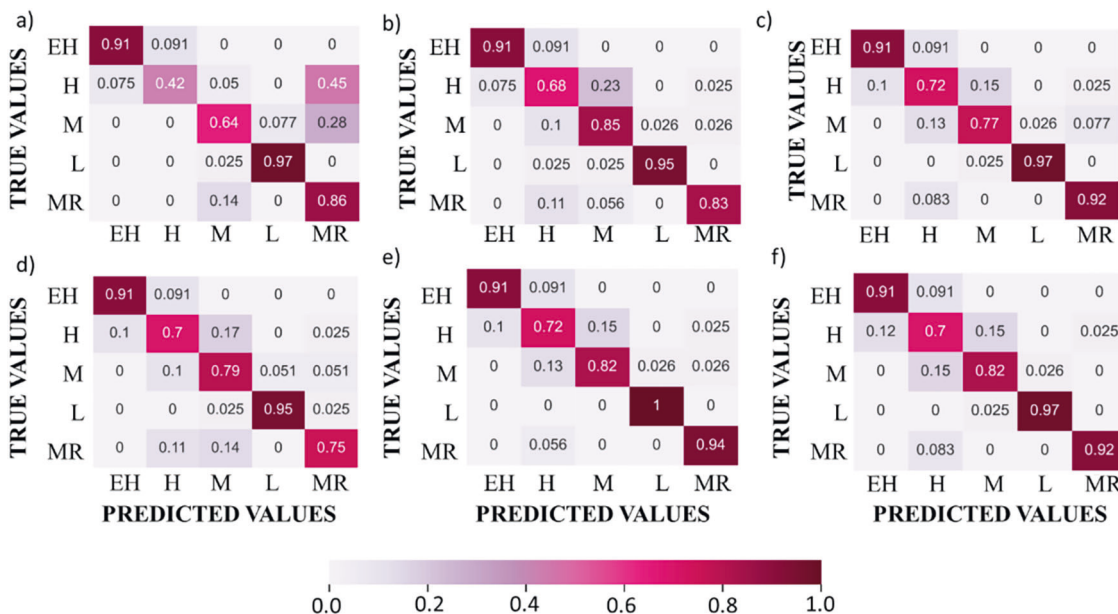 a)
EH 0.91 0.091 0 0 0
H 0.075 0.42 0.05 0 0.45
M 0 0 0.64 0.077 0.28
L 0 0 0.025 0.97 0
MR 0 0 0.14 0 0.86
EH H M L MR
TRUE VALUES
b)
EH 0.91 0.091 0 0 0
H 0.075 0.68 0.23 0 0.025
M 0 0.1 0.85 0.026 0.026
L 0 0.025 0.025 0.95 0
MR 0 0.11 0.056 0 0.83
EH H M L MR
TRUE VALUES
c)
EH 0.91 0.091 0 0 0
H 0.1 0.72 0.15 0 0.025
M 0 0.13 0.77 0.026 0.077
L 0 0 0.025 0.97 0
MR 0 0.083 0 0 0.92
EH H M L MR
TRUE VALUES
d)
EH 0.91 0.091 0 0 0
H 0.1 0.7 0.17 0 0.025
M 0 0.1 0.79 0.051 0.051
L 0 0 0.025 0.95 0.025
MR 0 0.11 0.14 0 0.75
EH H M L MR
TRUE VALUES
PREDICTED VALUES
e)
EH 0.91 0.091 0 0 0
H 0.1 0.72 0.15 0 0.025
M 0 0.13 0.82 0.026 0.026
L 0 0 0 1 0
MR 0 0.056 0 0 0.94
EH H M L MR
TRUE VALUES
PREDICTED VALUES
f)
EH 0.91 0.091 0 0 0
H 0.12 0.7 0.15 0 0.025
M 0 0.15 0.82 0.026 0
L 0 0 0.025 0.97 0
MR 0 0.083 0 0 0.92
EH H M L MR
TRUE VALUES
PREDICTED VALUES
0.0 0.2 0.4 0.6 0.8 1.0